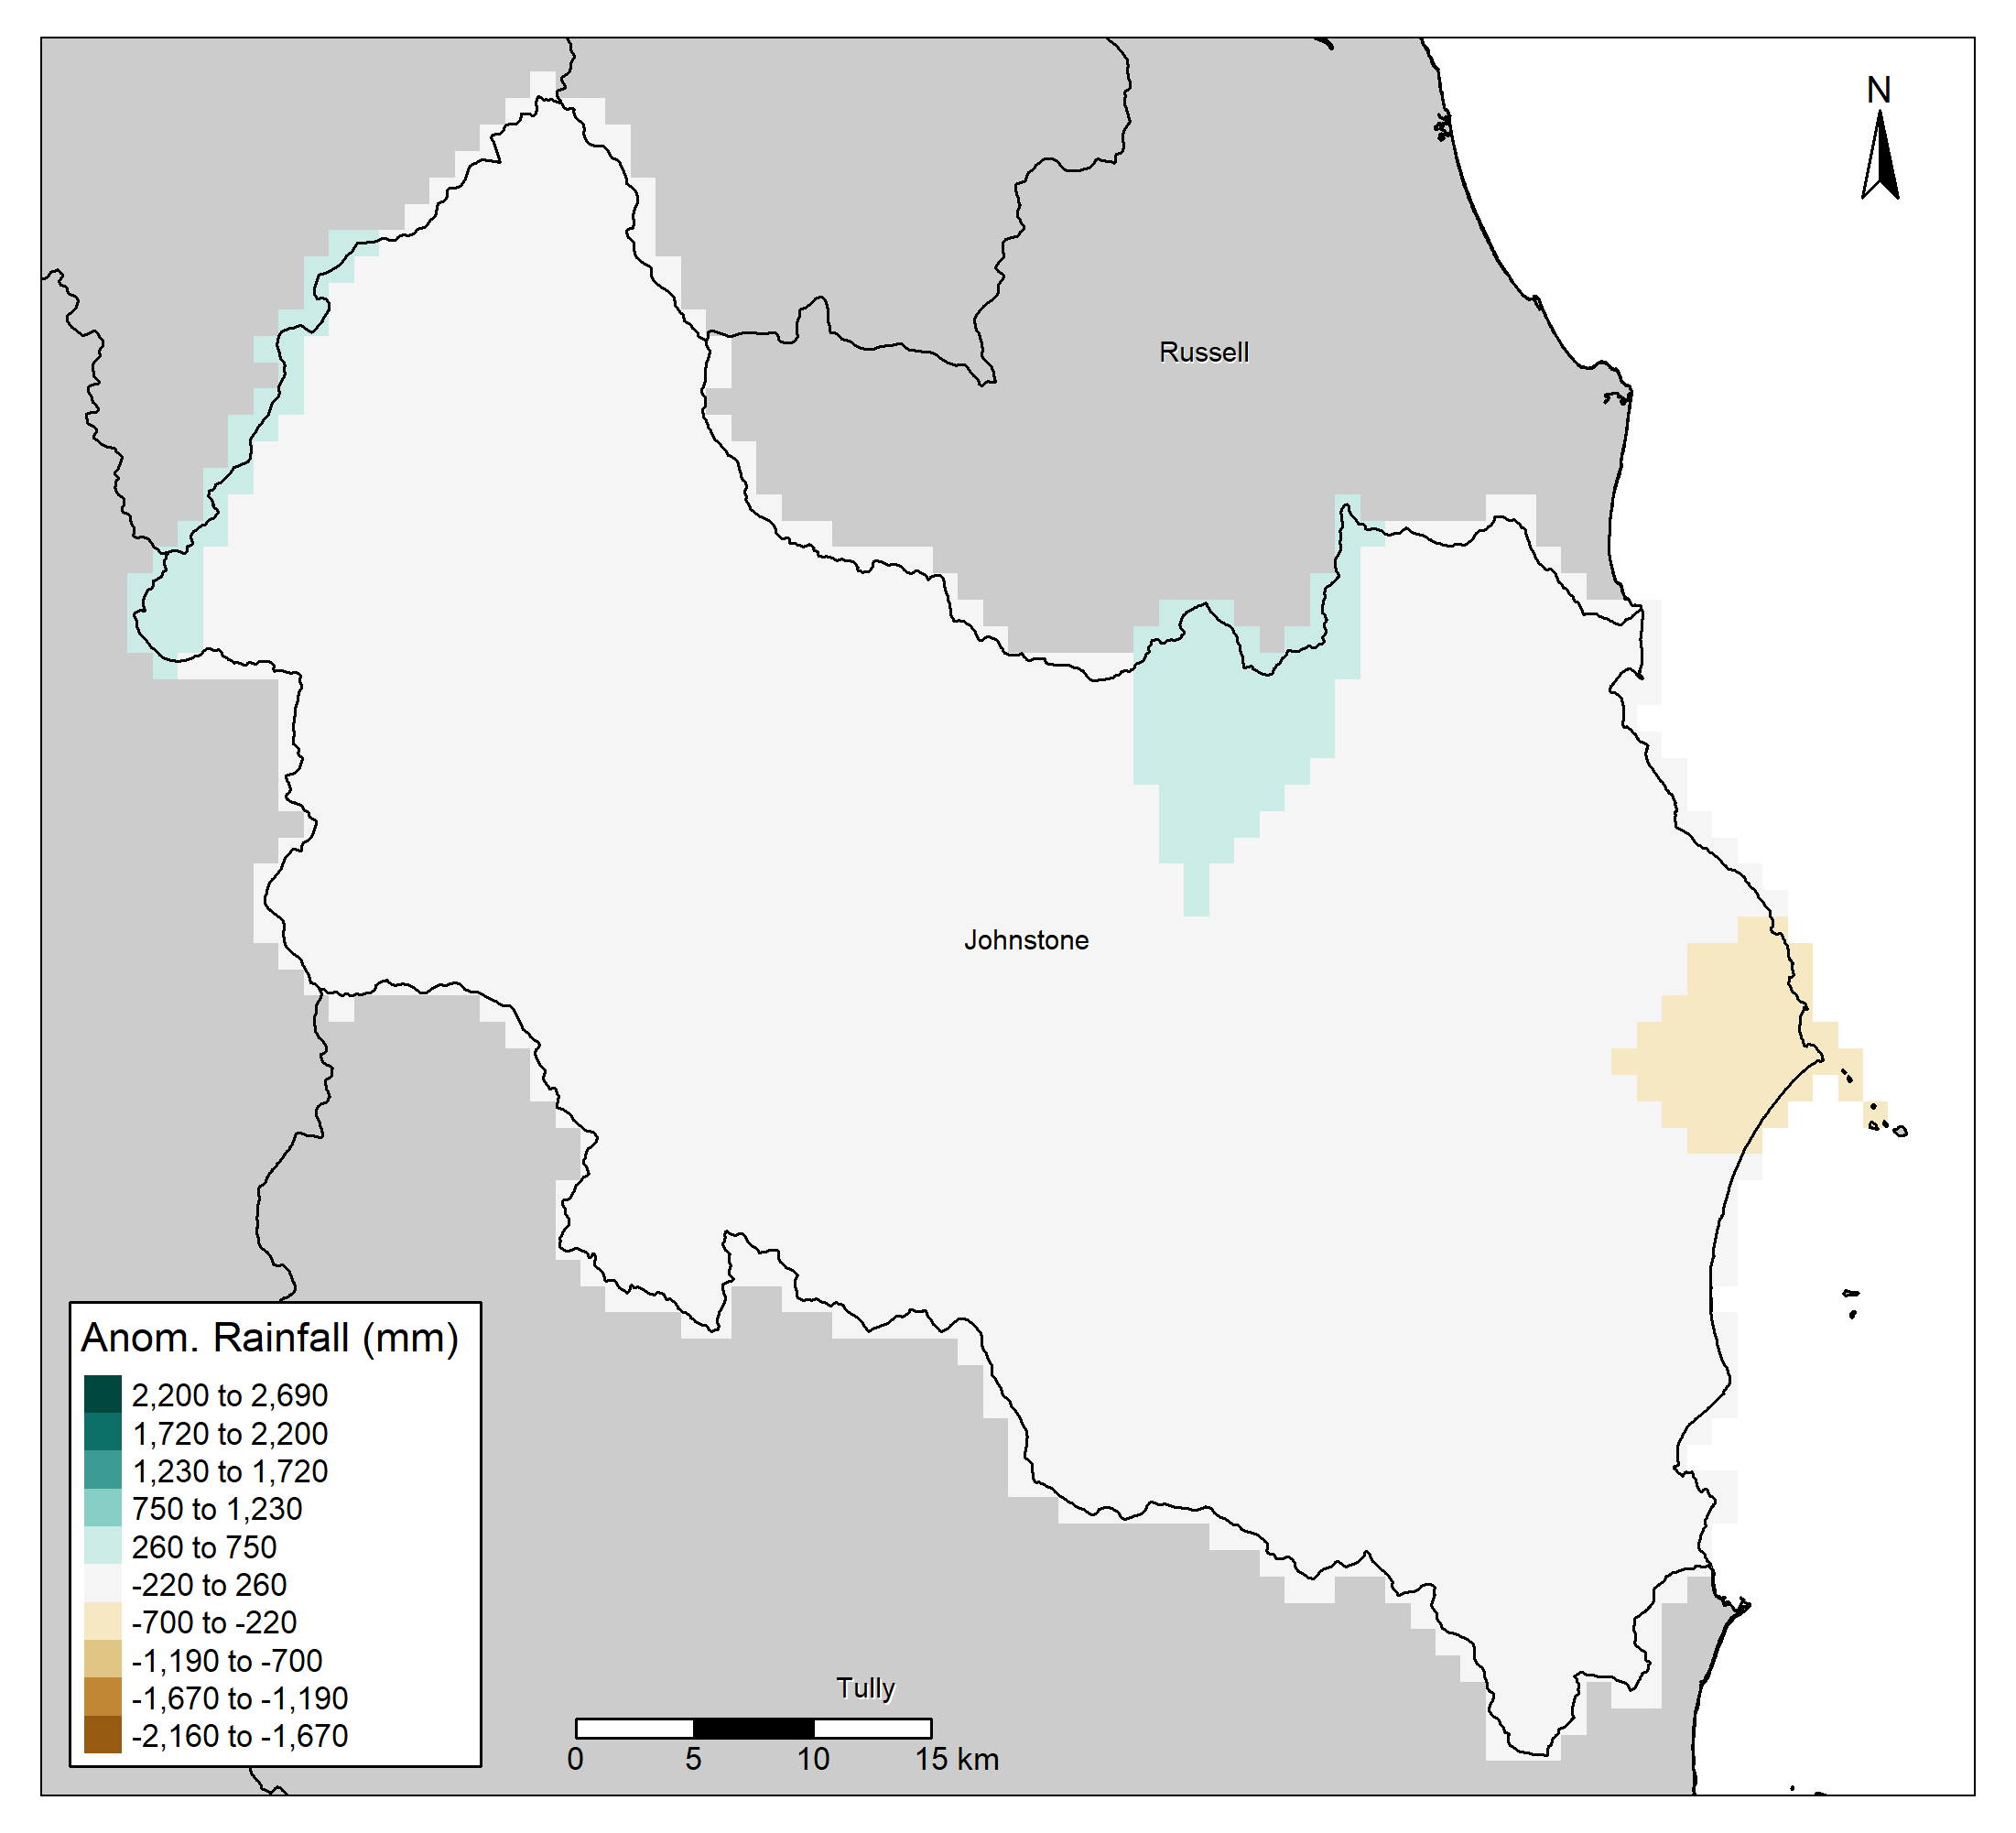 N
Russell
Johnstone
Anom. Rainfall (mm)
2,200 to 2,690
1,720 to 2,200
1,230 to 1,720
750 to 1,230
260 to 750
-220 to 260
-700 to -220
-1,190 to -700
-1,670 to -1,190
-2,160 to -1,670
Tully
0 5 10 15 km